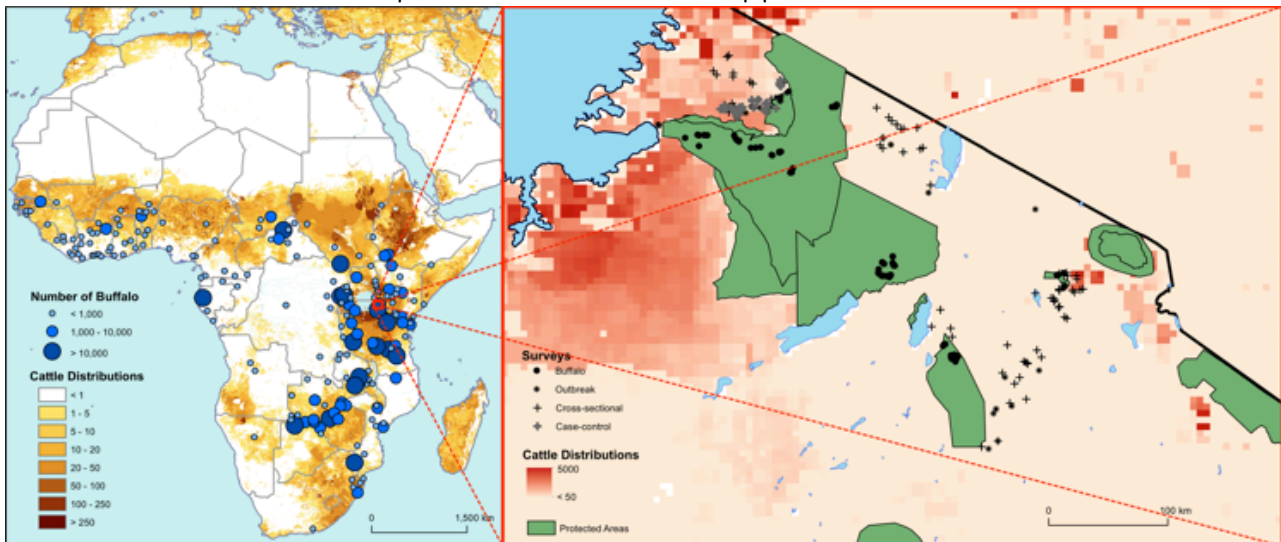 Number of Buffalo
< 1,000
1,000 - 10,000
> 10,000
Cattle Distributions
< 1
1 - 5
5 - 10
10 - 20
20 - 50
50 - 100
100 - 250
> 250
0
1,500 km
Surveys
Buffalo
Outbreak
Cross-sectional
Case-control
Cattle Distributions
5000
< 50
Protected Areas
0
100 km